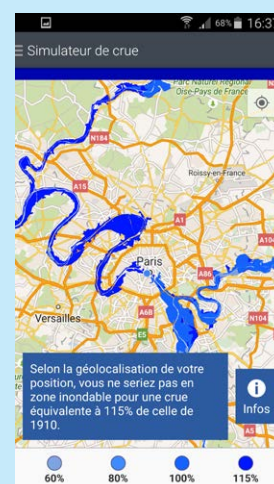 68% 16:37
Simulateur de crue
Parc Naturel Régional
Oise-Pays de France
N184
Roissy-en-France
A15
A1
A104
Paris
A86
Versailles
A6B
N104
E5
Selon la géolocalisation de votre
position, vous ne seriez pas en
zone inondable pour une crue
équivalente à 115% de celle de
1910.
Infos
60% 80% 100% 115%